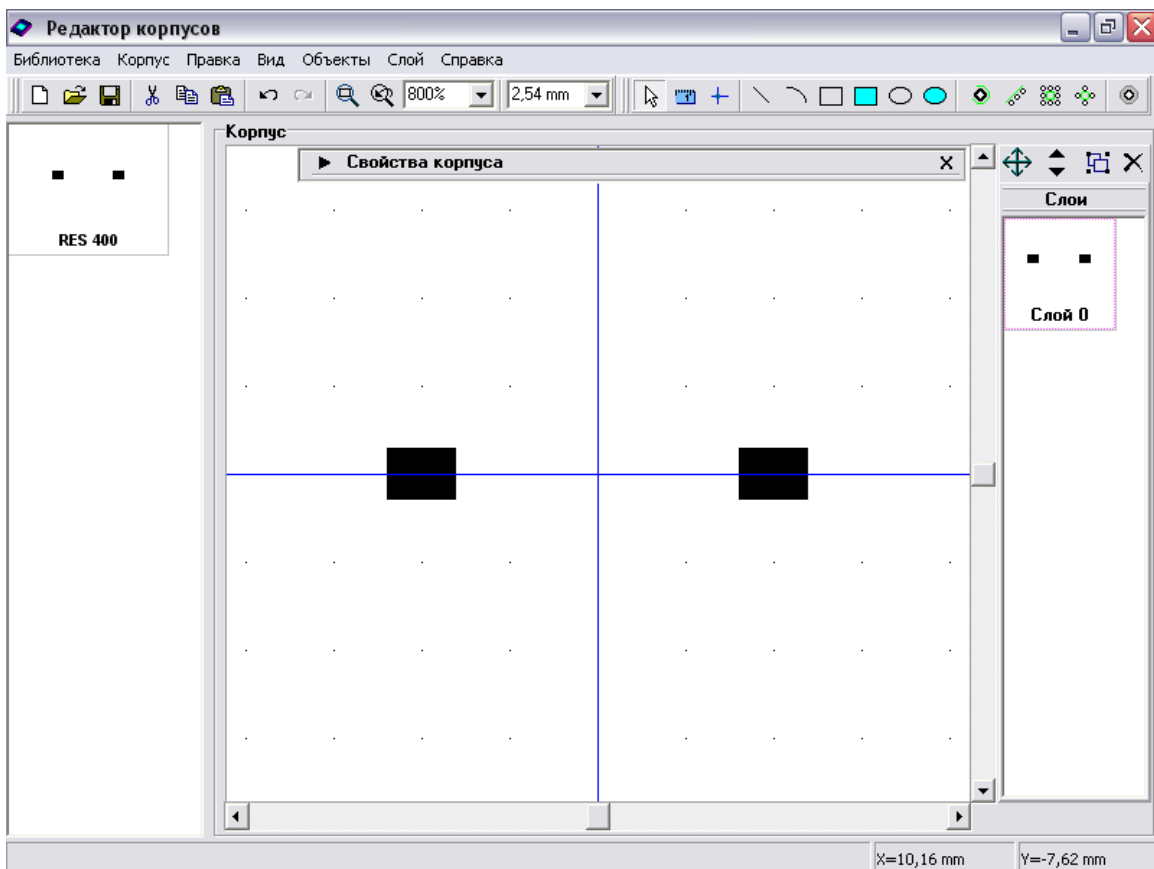 Редактор корпусов
Библиотека Корпус Правка Вид Объекты Слой Справка
800% 2,54 mm
Корпус
Свойства корпуса
Слои
RES 400
Слой 0
X=10,16 mm Y=-7,62 mm